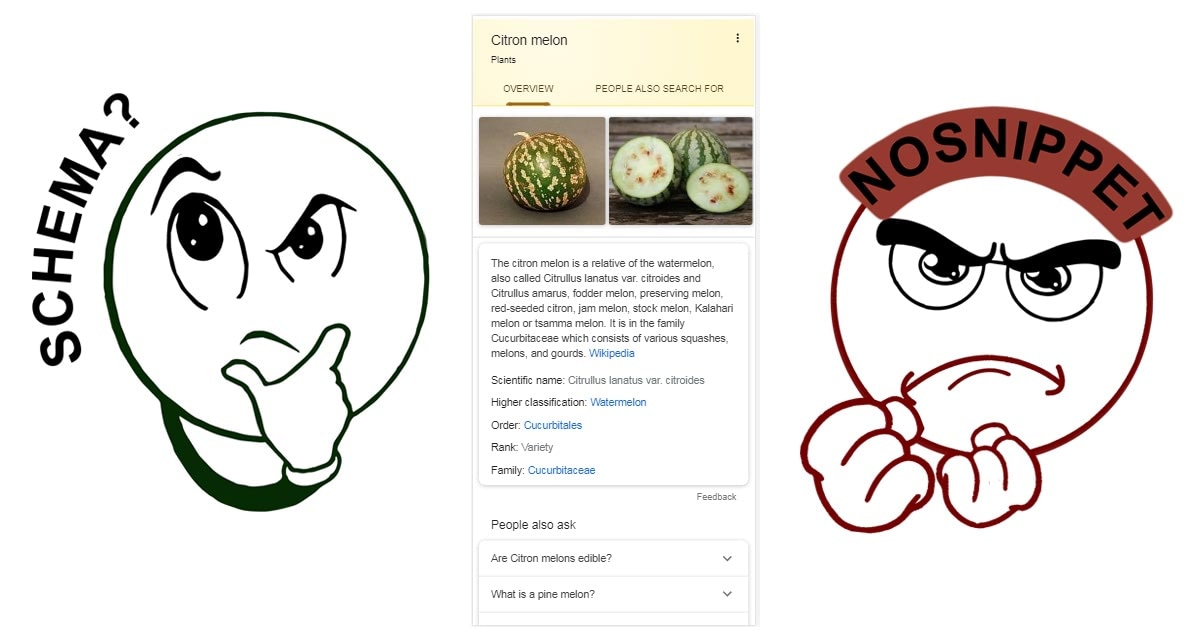 SCHEMA?
Citron melon
Plants
OVERVIEW
PEOPLE ALSO SEARCH FOR
The citron melon is a relative of the watermelon,
also called Citrullus lanatus var. citroides and
Citrullus amarus, fodder melon, preserving melon,
red-seeded citron, jam melon, stock melon, Kalahari
melon or tsamma melon. It is in the family
Cucurbitaceae which consists of various squashes,
melons, and gourds. Wikipedia
Scientific name: Citrullus lanatus var. citroides
Higher classification: Watermelon
Order: Cucurbitales
Rank: Variety
Family: Cucurbitaceae
Feedback
People also ask
Are Citron melons edible?
What is a pine melon?
NOSNIPPET